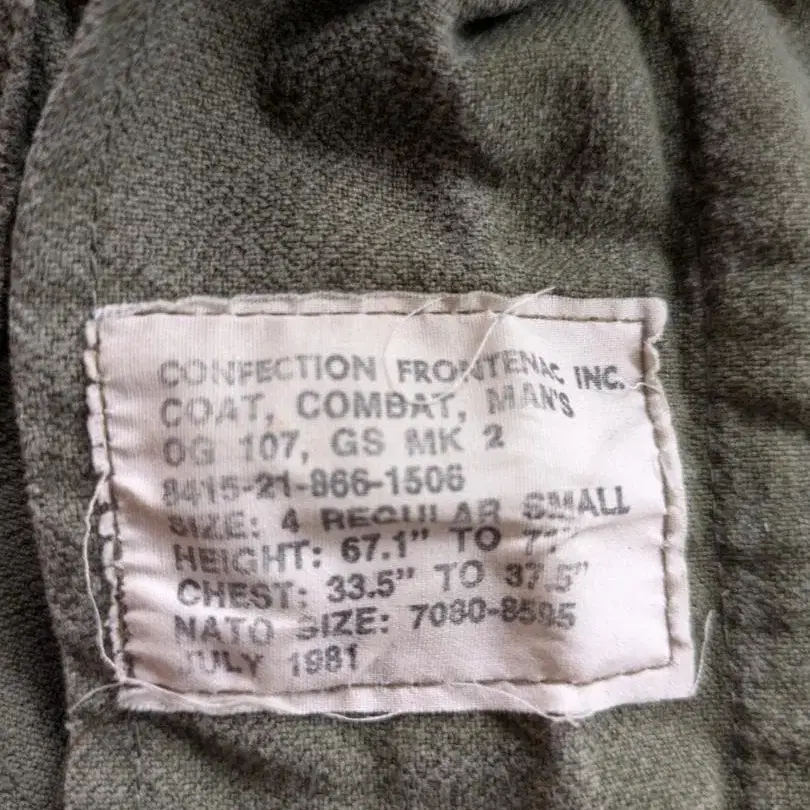 CONFECTION FRONTENAC INC.
COAT, COMBAT, MAN'S
OG 107, GS MK 2
8415-21-866-1506
SIZE: 4 REGULAR SMALL
HEIGHT: 67.1" TO
CHEST: 33.5" TO 37.5"
NATO SIZE: 7080-8595
JULY 1981